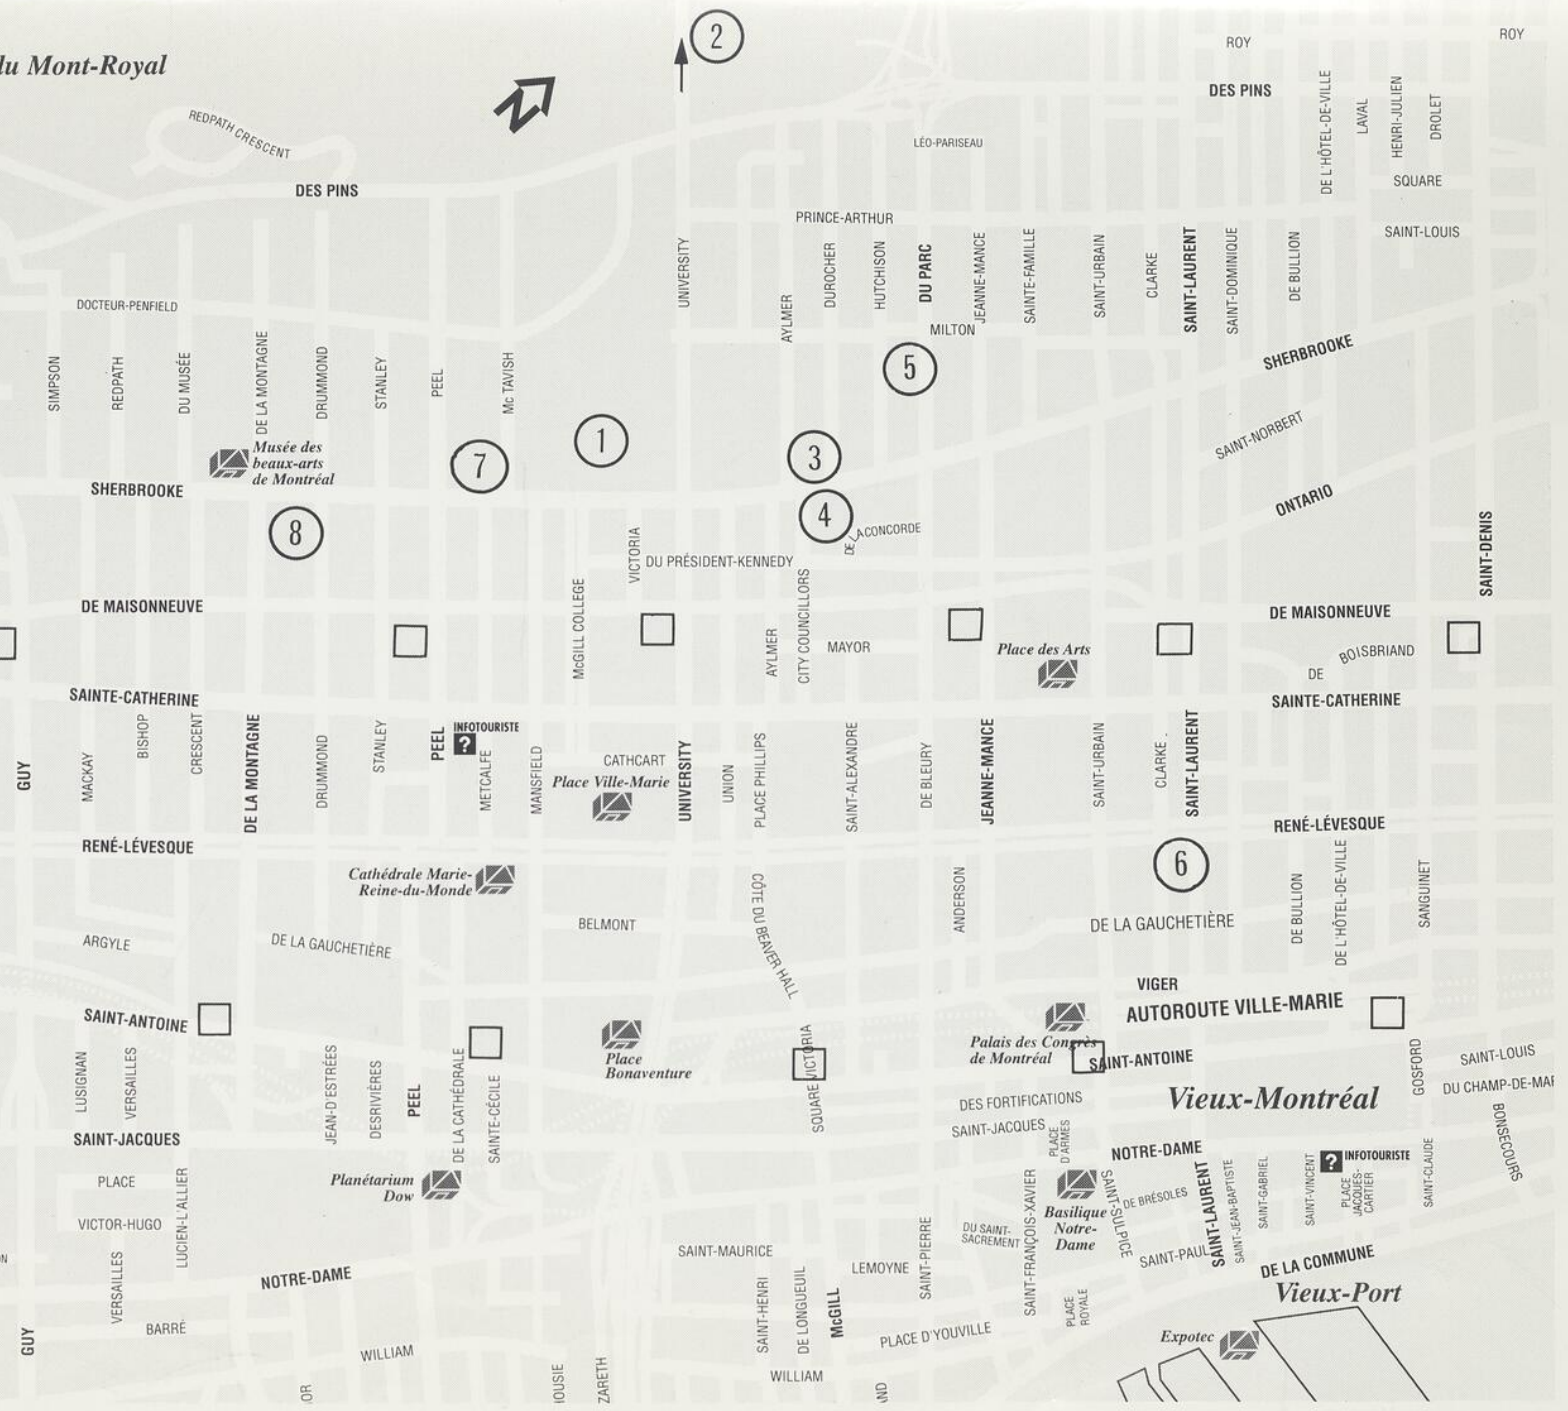 du Mont-Royal
2
ROY
ROY
DES PINS
REDPATH CRESCENT
DE L'HÔTEL-DE-VILLE
LAVAL
HENRI-JULIEN
DROLET
LÉO-PARISEAU
DES PINS
SQUARE
PRINCE-ARTHUR
SAINT-LOUIS
UNIVERSITY
AYLMER
DUROCHER
HUTCHISON
DU PARC
JEANNE-MANCE
SAINTE-FAMILLE
SAINT-URBAIN
CLARKE
SAINT-LAURENT
SAINT-DOMINIQUE
DE BULLION
DOCTEUR-PENFIELD
MILTON
SHERBROOKE
SIMPSON
REDPATH
DU MUSÉE
DE LA MONTAGNE
DRUMMOND
STANLEY
PEEL
Mc TAVISH
5
1
SAINT-NORBERT
Musée des
beaux-arts
de Montréal
7
3
SHERBROOKE
ONTARIO
8
4
DE LA CONCORDE
SAINT-DENIS
VICTORIA
DU PRÉSIDENT-KENNEDY
McGILL COLLEGE
CITY COUNCILLORS
AYLMER
DE MAISONNEUVE
DE MAISONNEUVE
MAYOR
Place des Arts
DE BOISBRIAND
SAINTE-CATHERINE
SAINTE-CATHERINE
GUY
MACKAY
BISHOP
CRESCENT
DE LA MONTAGNE
DRUMMOND
STANLEY
PEEL
INFOTOURISTE
?
METCALFE
MANSFIELD
CATHCART
Place Ville-Marie
UNIVERSITY
UNION
PLACE PHILLIPS
SAINT-ALEXANDRE
DE BLEURY
JEANNE-MANCE
SAINT-URBAIN
CLARKE
SAINT-LAURENT
RENÉ-LÉVESQUE
RENÉ-LÉVESQUE
6
Cathédrale Marie-
Reine-du-Monde
CÔTE DU BEAVER HALL
ANDERSON
DE BULLION
DE L'HÔTEL-DE-VILLE
SANGUINET
BELMONT
DE LA GAUCHETIÈRE
ARGYLE
DE LA GAUCHETIÈRE
VIGER
AUTOROUTE VILLE-MARIE
SAINT-ANTOINE
Palais des Congrès
de Montréal
SAINT-ANTOINE
Place
Bonaventure
SQUARE VICTORIA
GOSFORD
SAINT-LOUIS
DU CHAMP-DE-MAR
LUSIGNAN
VERSAILLES
JEAN-D'ESTRÉES
DESRIVIÈRES
PEEL
DE LA CATHÉDRALE
SAINTE-CÉCILE
DES FORTIFICATIONS
Vieux-Montréal
SAINT-JACQUES
SAINT-JACQUES
PLACE
D'ARMES
NOTRE-DAME
? INFOTOURISTE
BONSECOURS
PLACE
VICTOR-HUGO
LUCIEN-L'ALLIER
Planétarium
Dow
Basilique
Notre-
Dame
SAINT-FRANÇOIS-XAVIER
SAINT-SULPICE
DE BRÉSOLES
SAINT-LAURENT
SAINT-JEAN-BAPTISTE
SAINT-GABRIEL
SAINT-VINCENT
PLACE
JACQUES-
CARTIER
SAINT-CLAUDE
SAINT-PIERRE
DU SAINT-
SACREMENT
SAINT-PAUL
DE LA COMMUNE
SAINT-MAURICE
LEMOYNE
ON
VERSAILLES
NOTRE-DAME
Vieux-Port
SAINT-HENRI
DE LONGUEUIL
McGILL
PLACE
ROYALE
GUY
BARRÉ
WILLIAM
PLACE D'YOUVILLE
Expotec
WILLIAM
OR
HOUSIE
ZARETH
AND